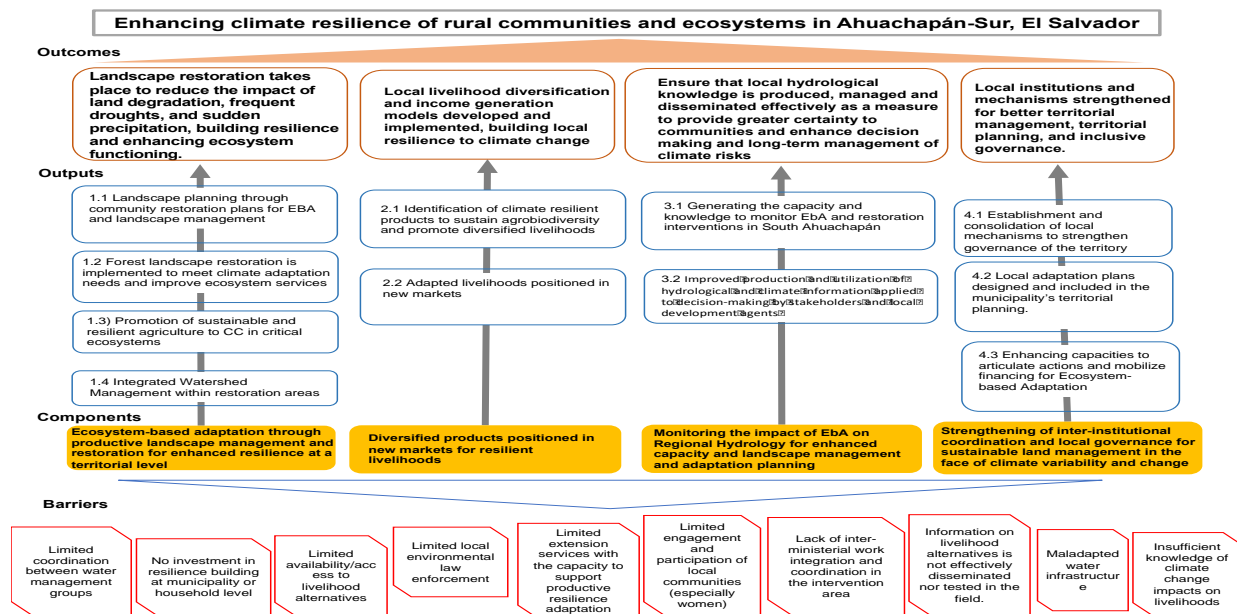 Enhancing climate resilience of rural communities and ecosystems in Ahuachapán-Sur, El Salvador
Outcomes
Landscape restoration takes
place to reduce the impact of
land degradation, frequent
droughts, and sudden
precipitation, building resilience
and enhancing ecosystem
functioning.
Local livelihood diversification
and income generation
models developed and
implemented, building local
resilience to climate change
Ensure that local hydrological
knowledge is produced, managed and
disseminated effectively as a measure
to provide greater certainty to
communities and enhance decision
making and long-term management of
climate risks
Local institutions and
mechanisms strengthened
for better territorial
management, territorial
planning, and inclusive
governance.
Outputs
1.1 Landscape planning through
community restoration plans for EBA
and landscape management
1.2 Forest landscape restoration is
implemented to meet climate adaptation
needs and improve ecosystem services
1.3) Promotion of sustainable and
resilient agriculture to CC in critical
ecosystems
1.4 Integrated Watershed
Management within restoration areas
2.1 Identification of climate resilient
products to sustain agrobiodiversity
and promote diversified livelihoods
2.2 Adapted livelihoods positioned in
new markets
3.1 Generating the capacity and
knowledge to monitor EbA and restoration
interventions in South Ahuachapán
3.2 Improved production and utilization of
hydrological and climate information applied
to decision-making by stakeholders and local
development agents
4.1 Establishment and
consolidation of local
mechanisms to strengthen
governance of the territory
4.2 Local adaptation plans
designed and included in the
municipality's territorial
planning.
4.3 Enhancing capacities to
articulate actions and mobilize
financing for Ecosystem-
based Adaptation
Components
Ecosystem-based adaptation through
productive landscape management and
restoration for enhanced resilience at a
territorial level
Diversified products positioned in
new markets for resilient
livelihoods
Monitoring the impact of EbA on
Regional Hydrology for enhanced
capacity and landscape management
and adaptation planning
Strengthening of inter-institutional
coordination and local governance for
sustainable land management in the
face of climate variability and change
Barriers
Limited
coordination
between water
management
groups
No investment in
resilience building
at municipality or
household level
Limited
availability/acc
ess to
livelihood
alternatives
Limited local
environmental
law
enforcement
Limited
extension
services with
the capacity to
support
productive
resilience
adaptation
Limited
engagement
and
participation of
local
communities
(especially
women)
Lack of inter-
ministerial work
integration and
coordination in
the intervention
area
Information on
livelihood
alternatives is
not effectively
disseminated
nor tested in the
field.
Maladapted
water
infrastructur
e
Insufficient
knowledge of
climate
change
impacts on
livelihoods